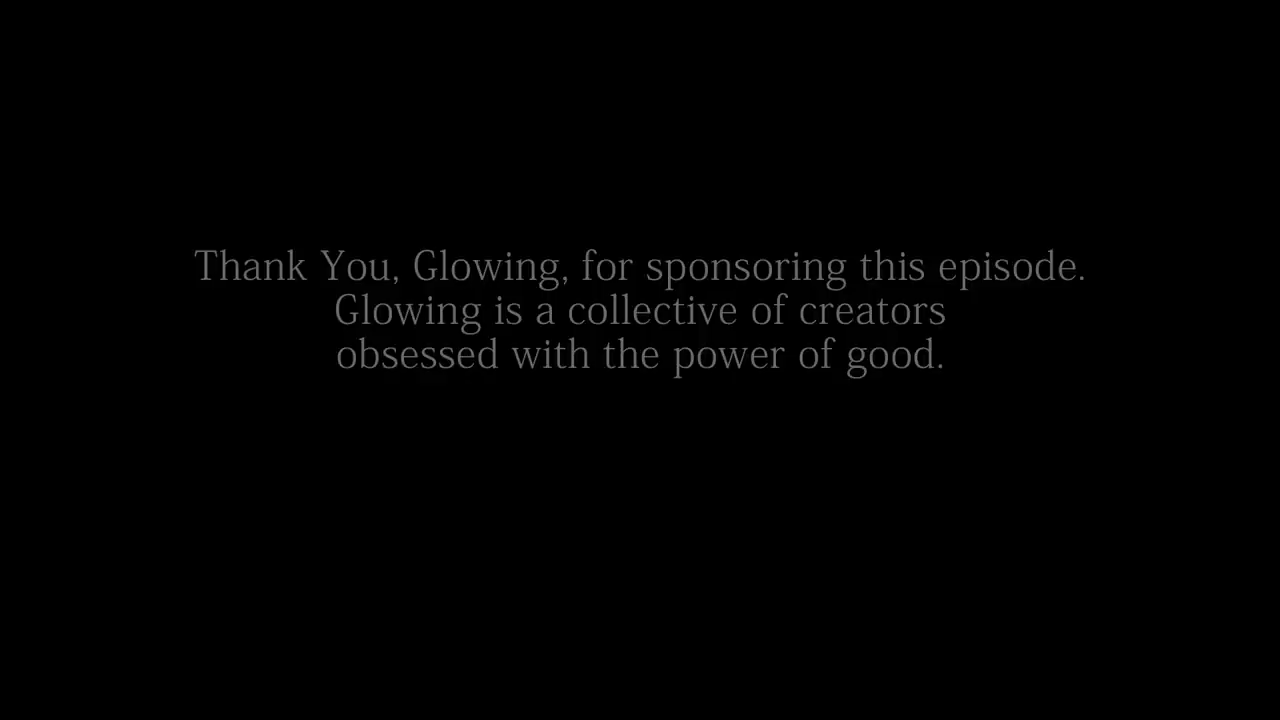 Thank You, Glowing, for sponsoring this episode.
Glowing is a collective of creators
obsessed with the power of good.